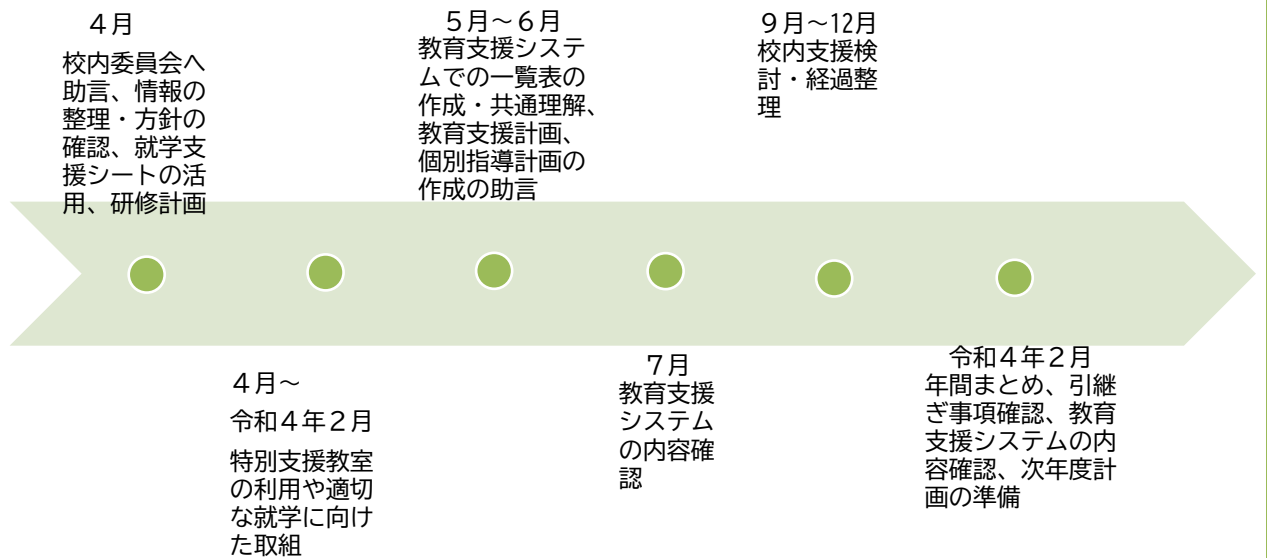 ４月
校内委員会へ
助言、情報の
整理・方針の
確認、就学支
援シートの活
用、研修計画
４月～
令和４年２月
特別支援教室
の利用や適切
な就学に向け
た取組
５月～６月
教育支援システ
ムでの一覧表の
作成・共通理解、
教育支援計画、
個別指導計画の
作成の助言
７月
教育支援
システム
の内容確
認
９月～12月
校内支援検
討・経過整
理
令和４年２月
年間まとめ、引継
ぎ事項確認、教育
支援システムの内
容確認、次年度計
画の準備